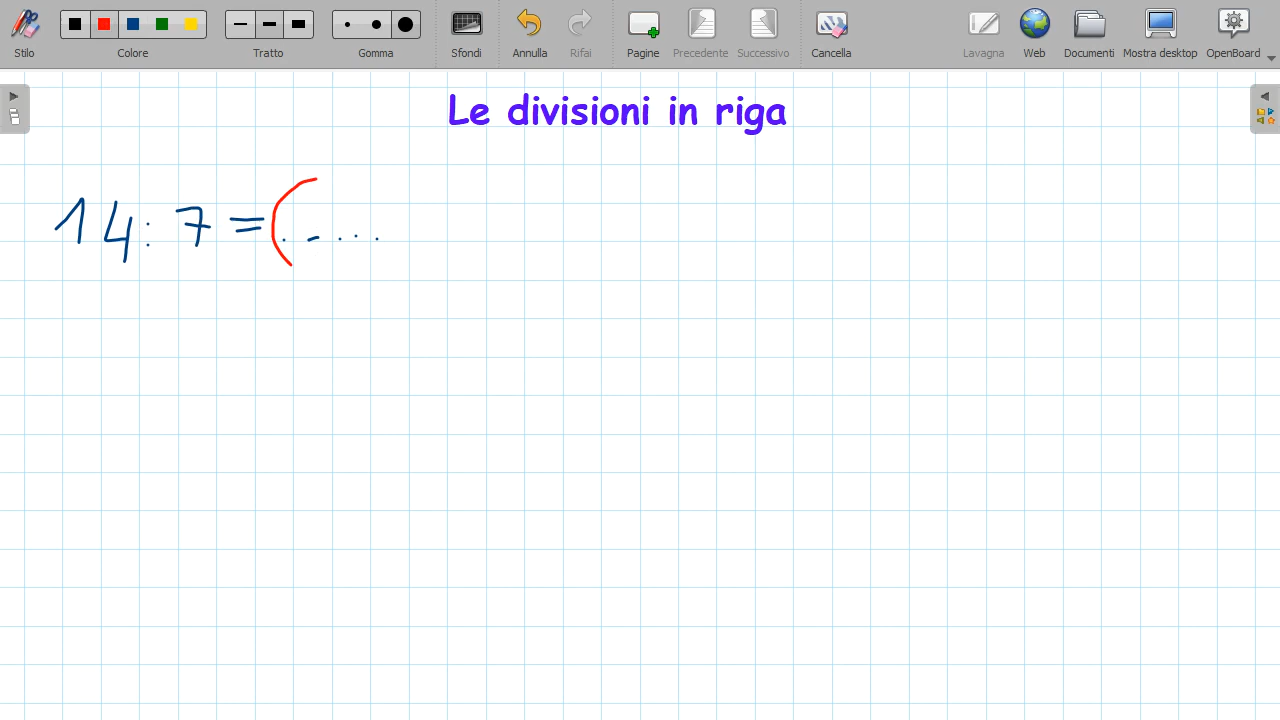 Stilo Colore Tratto Gomma Sfondi Annulla Rifai Pagine Precedente Successivo Cancella Lavagna Web Documenti Mostra desktop OpenBoard
Le divisioni in riga
14 : 7 = ( . - . . .